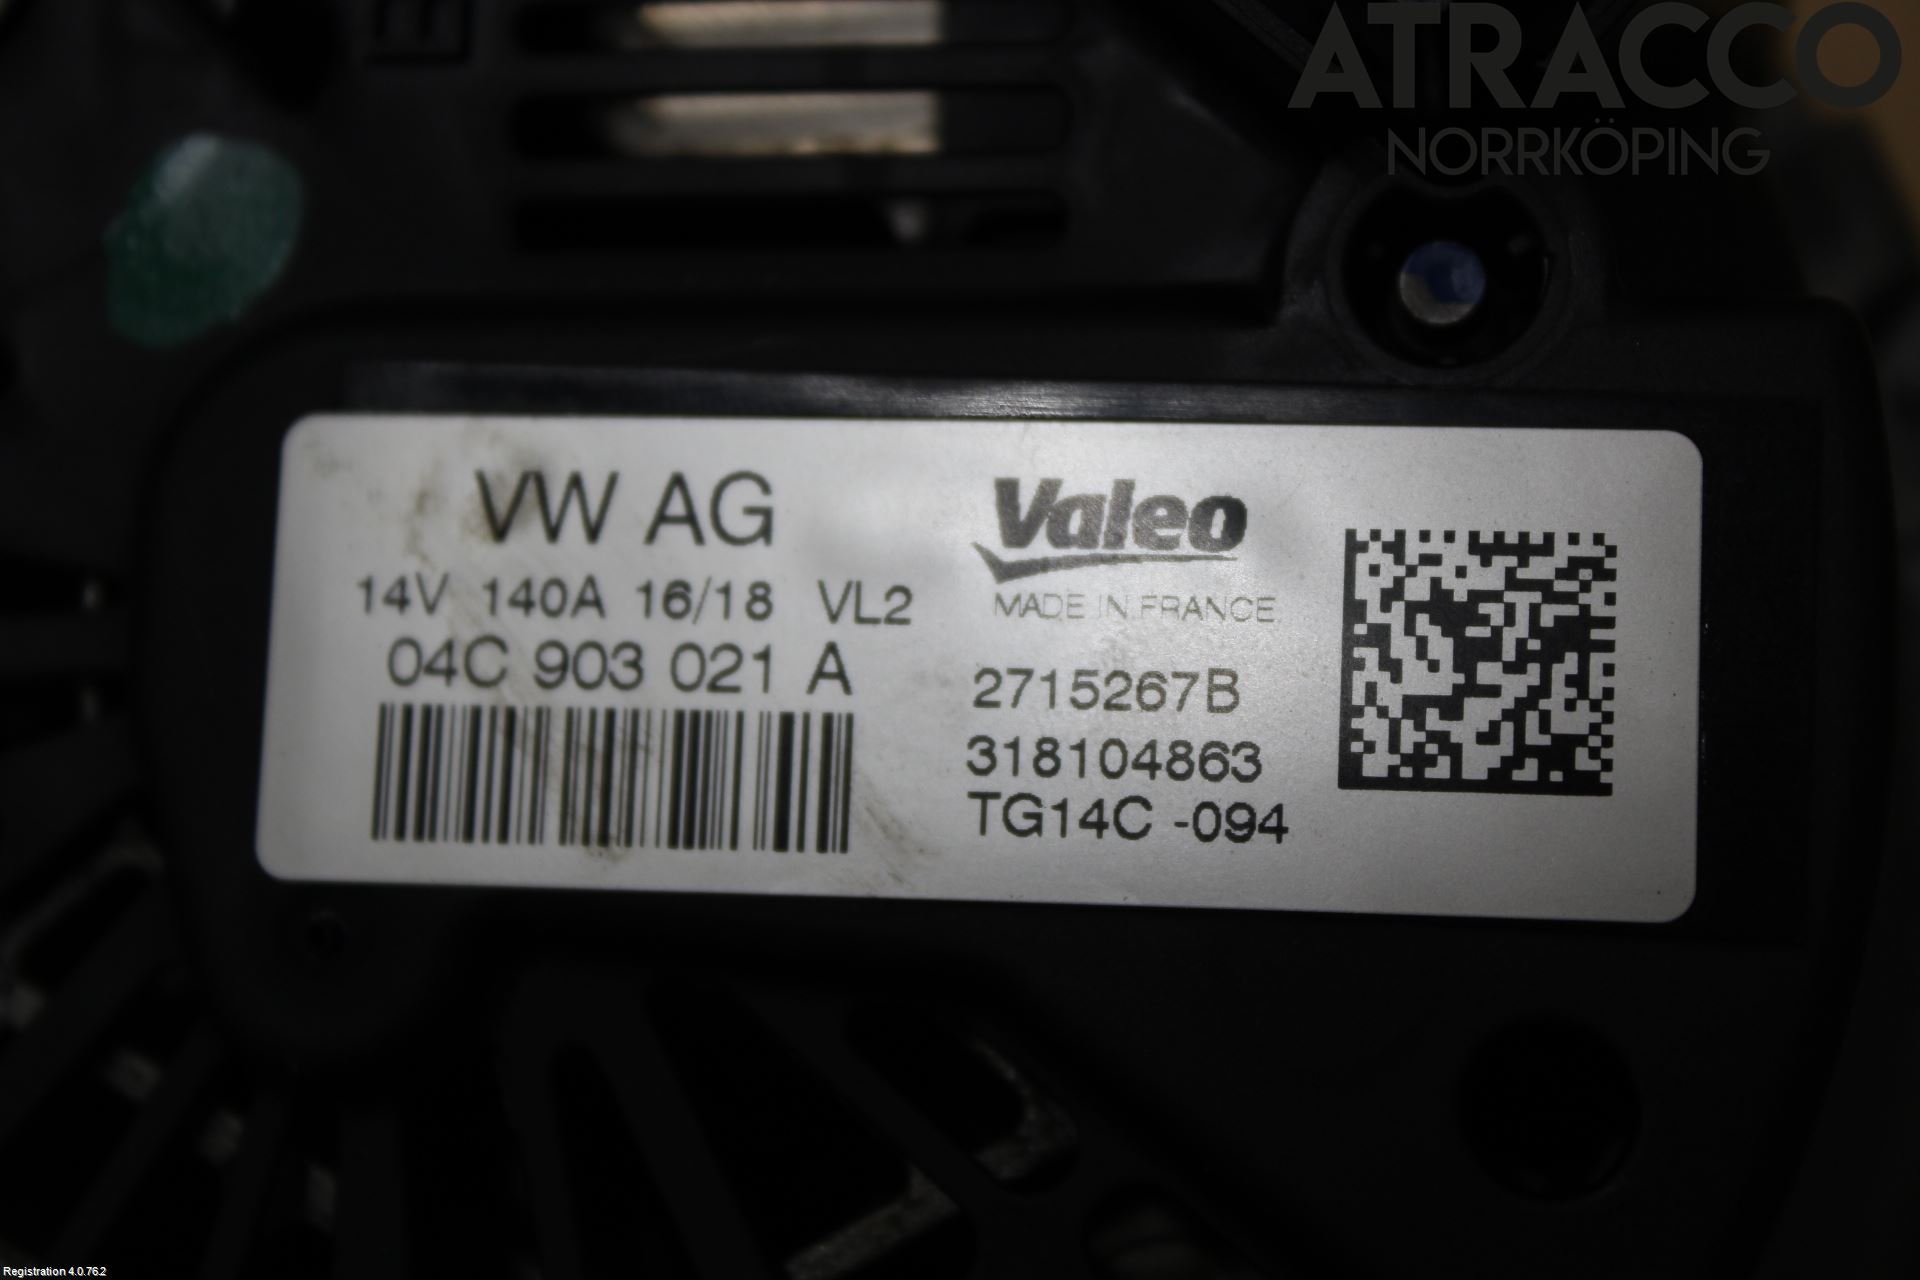 ATRACCO
NORRKÖPING
VW AG
14V 140A 16/18 VL2
04C 903 021 A
Valeo
MADE IN FRANCE
2715267B
318104863
TG14C -094
Registration 4.0.76.2